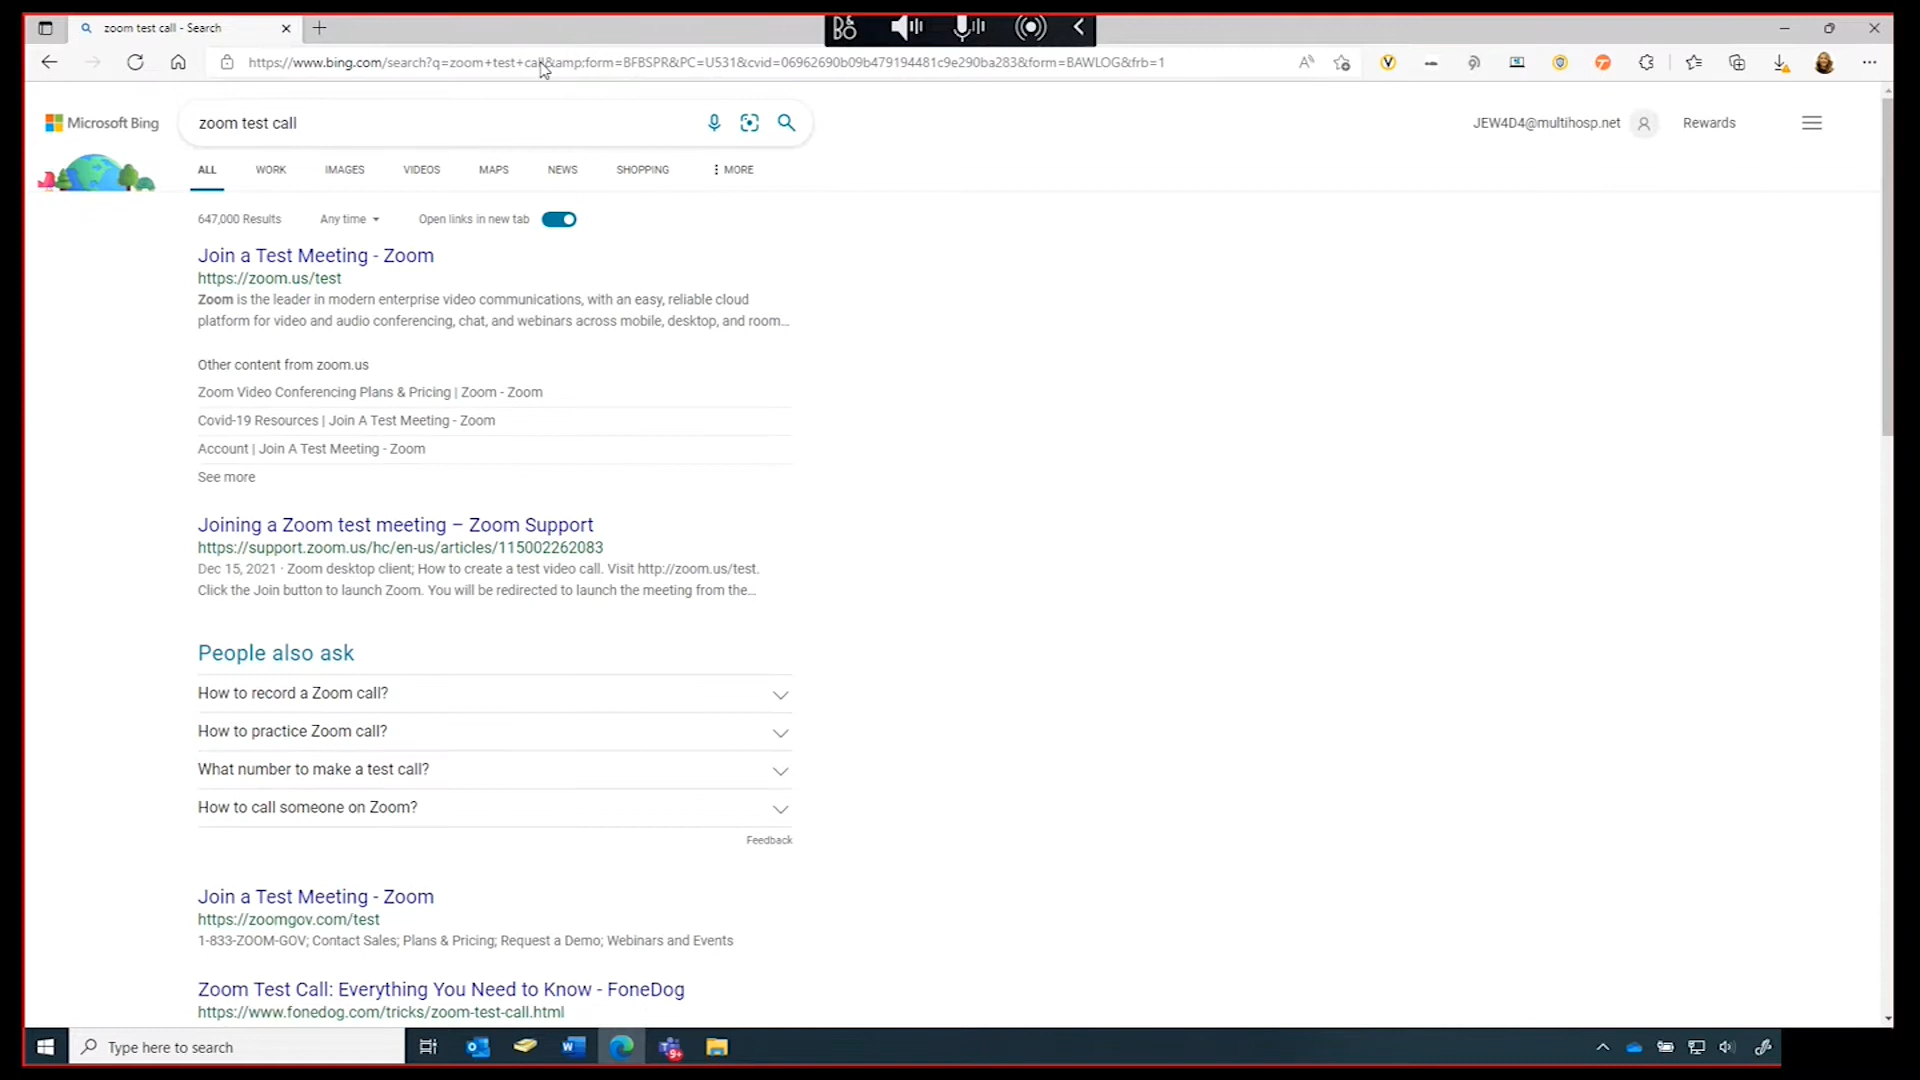 zoom test call - Search
https://www.bing.com/search?q=zoom+test+call&amp;form=BFBSPR&PC=U531&cvid=06962690b09b479194481c9e290ba283&form=BAWLOG&frb=1
Microsoft Bing
zoom test call
JEW4D4@multihosp.net
Rewards
ALL WORK IMAGES VIDEOS MAPS NEWS SHOPPING MORE
647,000 Results Any time Open links in new tab
Join a Test Meeting - Zoom
https://zoom.us/test
Zoom is the leader in modern enterprise video communications, with an easy, reliable cloud
platform for video and audio conferencing, chat, and webinars across mobile, desktop, and room...
Other content from zoom.us
Zoom Video Conferencing Plans & Pricing | Zoom - Zoom
Covid-19 Resources | Join A Test Meeting - Zoom
Account | Join A Test Meeting - Zoom
See more
Joining a Zoom test meeting – Zoom Support
https://support.zoom.us/hc/en-us/articles/115002262083
Dec 15, 2021 · Zoom desktop client; How to create a test video call. Visit http://zoom.us/test.
Click the Join button to launch Zoom. You will be redirected to launch the meeting from the...
People also ask
How to record a Zoom call?
How to practice Zoom call?
What number to make a test call?
How to call someone on Zoom?
Feedback
Join a Test Meeting - Zoom
https://zoomgov.com/test
1-833-ZOOM-GOV; Contact Sales; Plans & Pricing; Request a Demo; Webinars and Events
Zoom Test Call: Everything You Need to Know - FoneDog
https://www.fonedog.com/tricks/zoom-test-call.html
Type here to search
9+